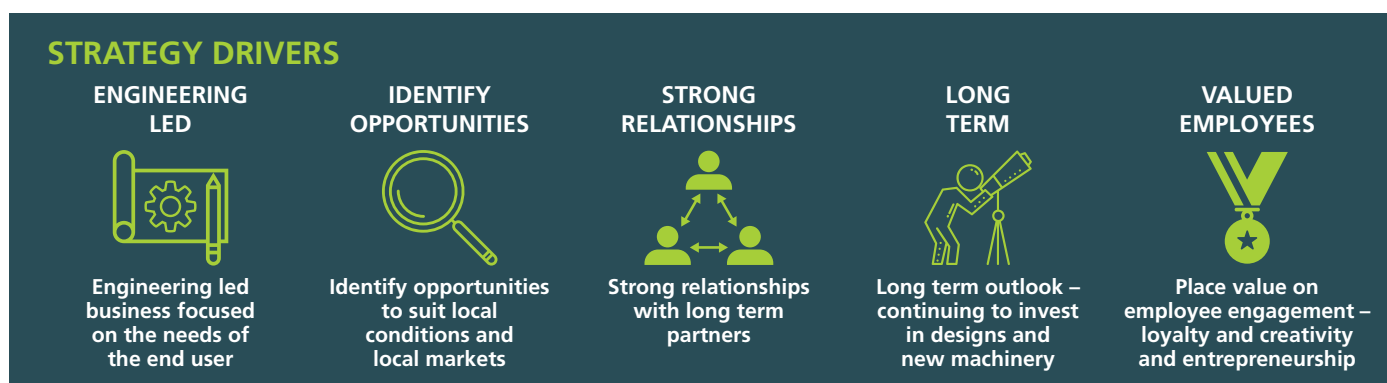 STRATEGY DRIVERS
ENGINEERING
LED
Engineering led
business focused
on the needs of
the end user
IDENTIFY
OPPORTUNITIES
Identify opportunities
to suit local
conditions and
local markets
STRONG
RELATIONSHIPS
Strong relationships
with long term
partners
LONG
TERM
Long term outlook –
continuing to invest
in designs and
new machinery
VALUED
EMPLOYEES
Place value on
employee engagement –
loyalty and creativity
and entrepreneurship